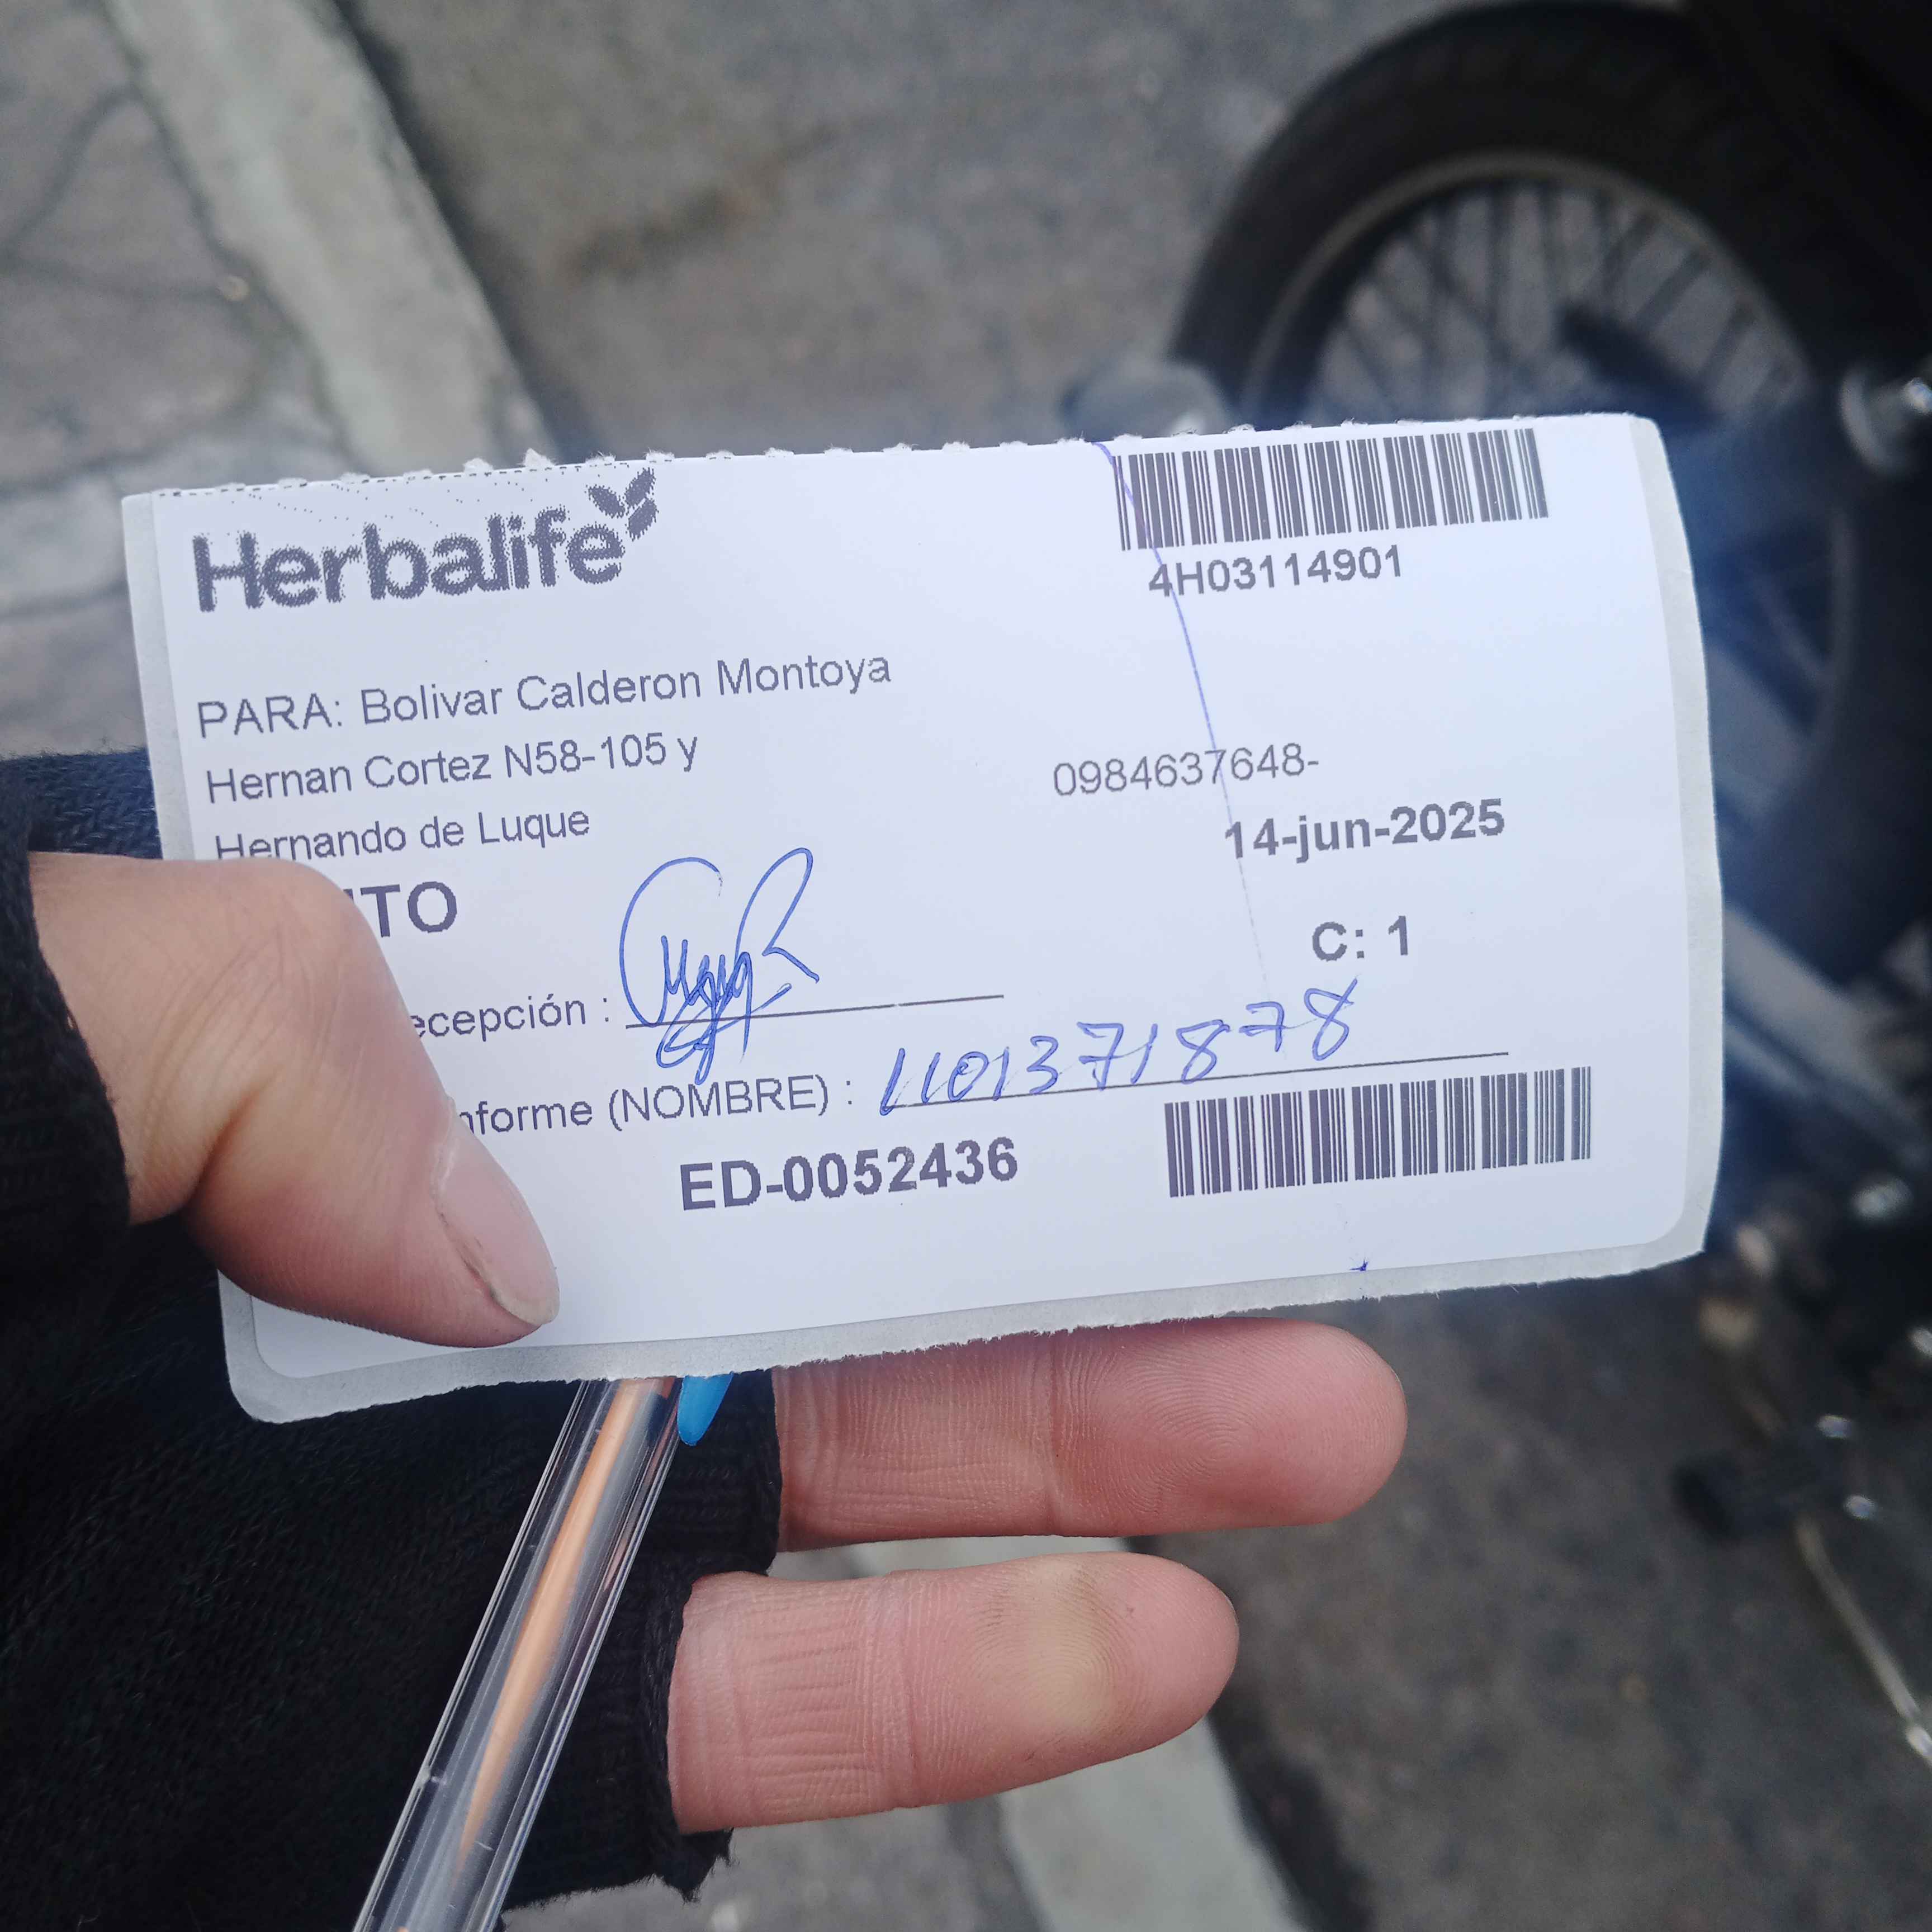 Herbalife
4H03114901
PARA: Bolivar Calderon Montoya
Hernan Cortez N58-105 y
0984637648-
Hernando de Luque
14-jun-2025
ITO
C: 1
ecepción :
nforme (NOMBRE) : 1101371878
ED-0052436